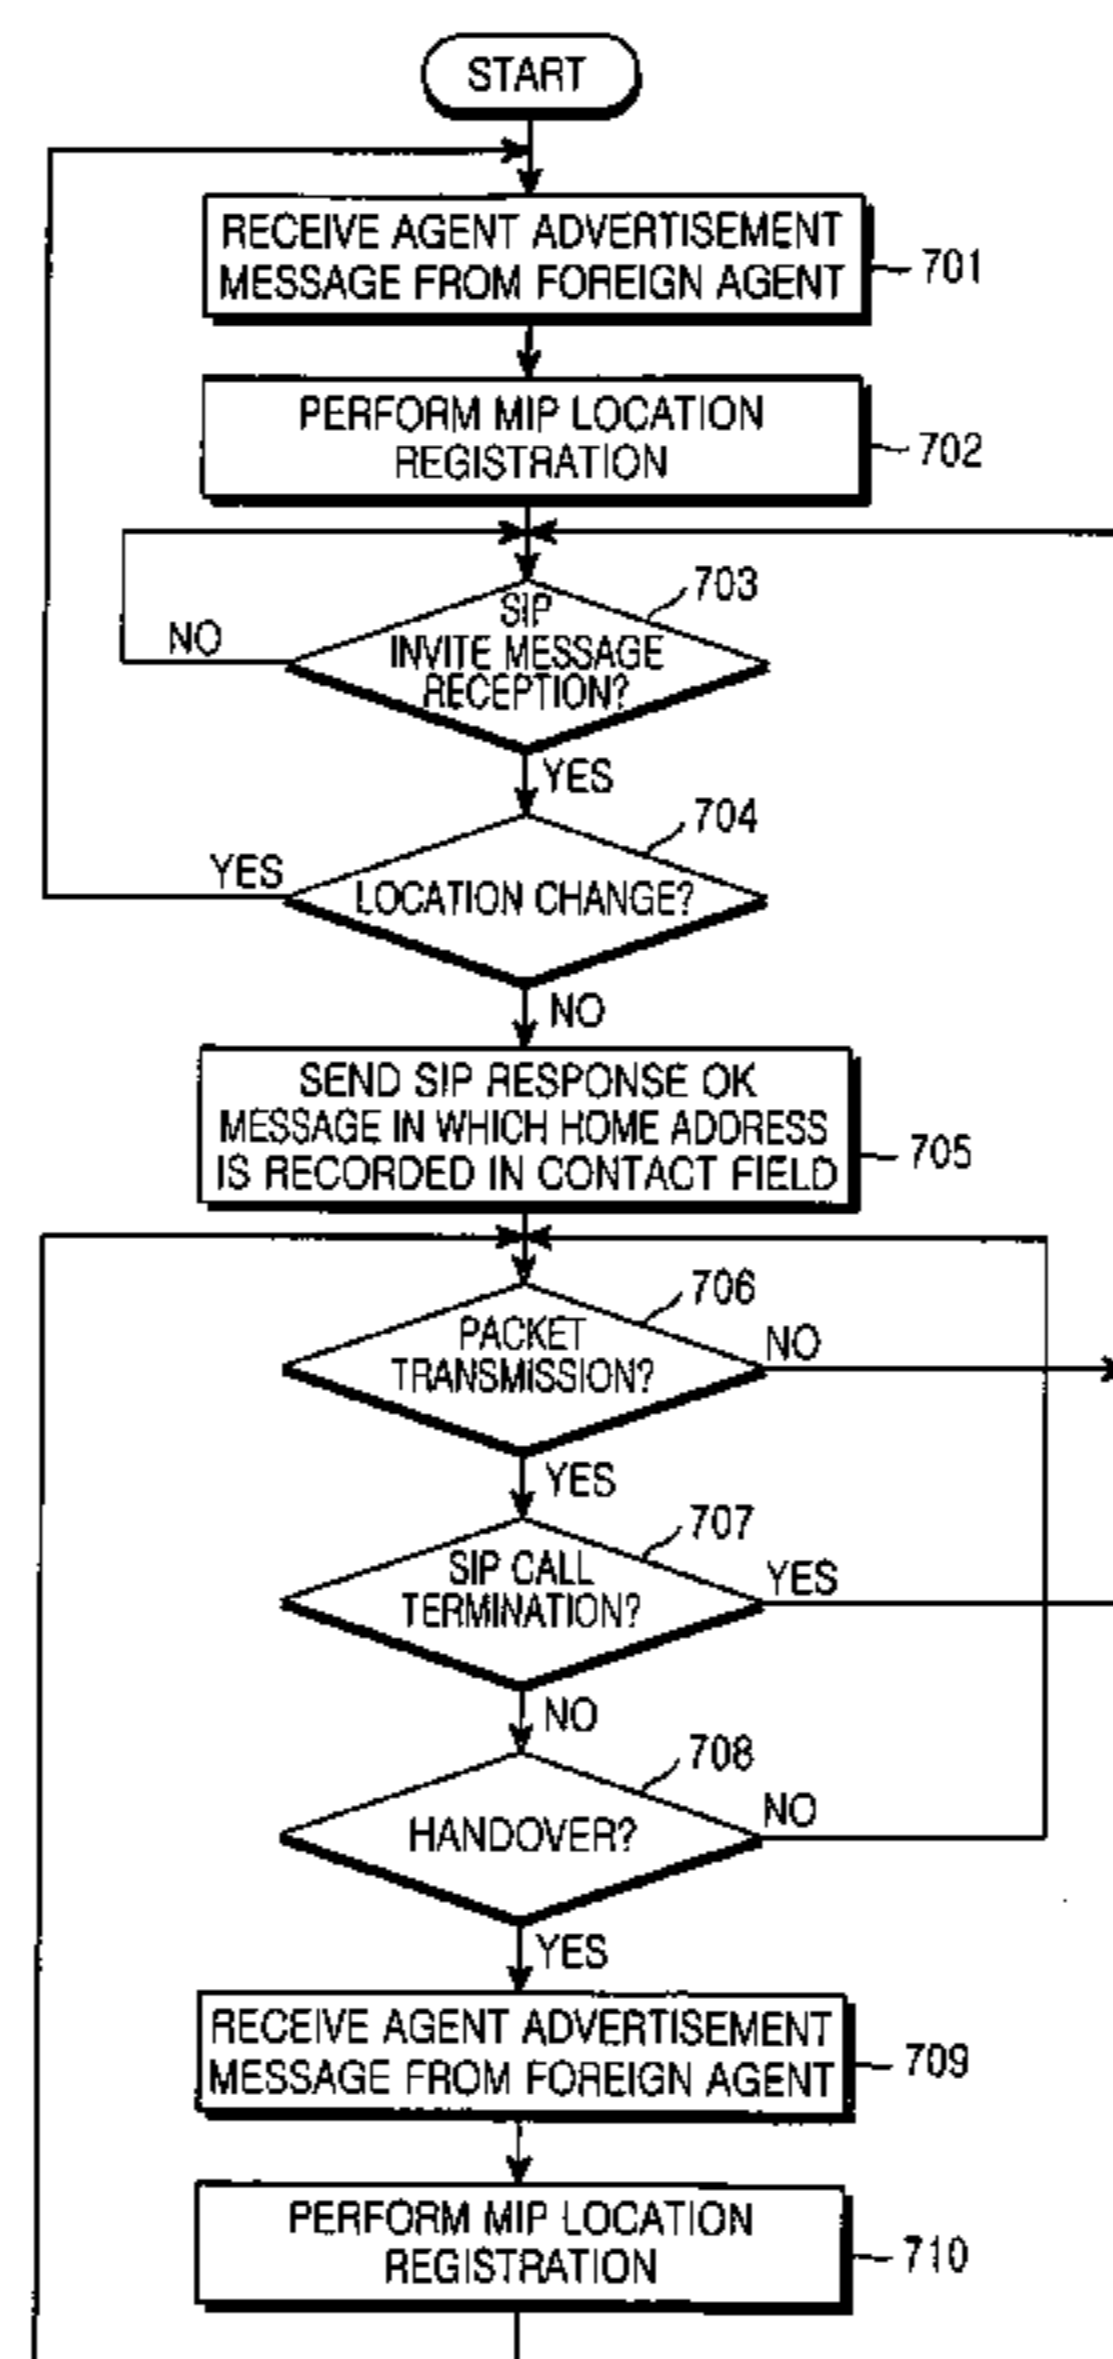 START
RECEIVE AGENT ADVERTISEMENT
MESSAGE FROM FOREIGN AGENT
701
PERFORM MIP LOCATION
REGISTRATION
702
703
SIP
INVITE MESSAGE
RECEPTION?
NO
YES
704
LOCATION CHANGE?
YES
NO
SEND SIP RESPONSE OK
MESSAGE IN WHICH HOME ADDRESS
IS RECORDED IN CONTACT FIELD
705
706
PACKET
TRANSMISSION?
NO
YES
707
SIP CALL
TERMINATION?
YES
NO
708
HANDOVER?
NO
YES
RECEIVE AGENT ADVERTISEMENT
MESSAGE FROM FOREIGN AGENT
709
PERFORM MIP LOCATION
REGISTRATION
710